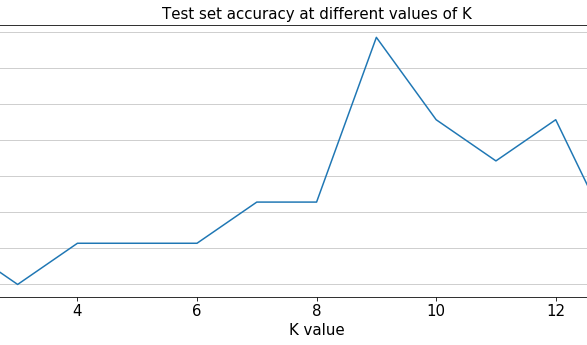 Test set accuracy at different values of K
4 6 8 10 12
K value